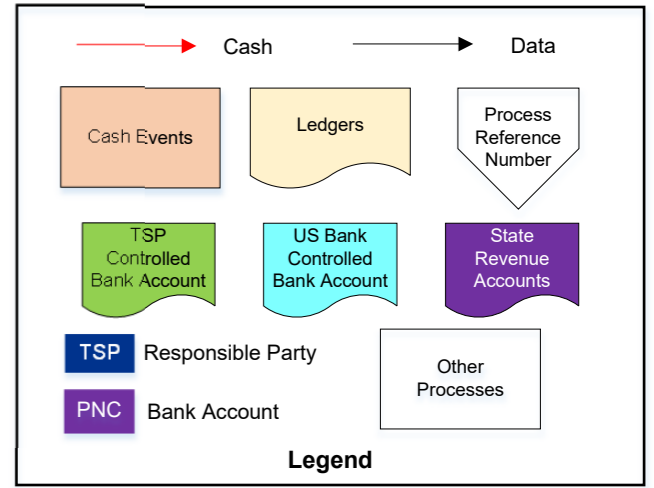 Cash
Data
Cash Events
Ledgers
Process
Reference
Number
TSP
Controlled
Bank Account
US Bank
Controlled
Bank Account
State
Revenue
Accounts
TSP
Responsible Party
PNC
Bank Account
Other
Processes
Legend